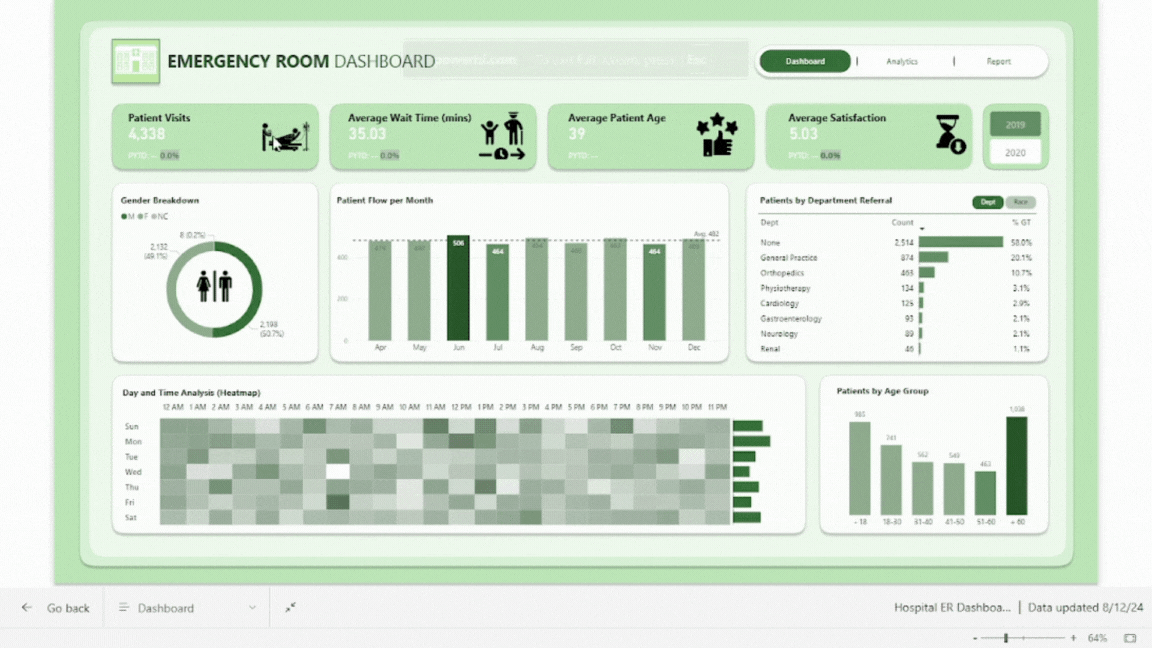 EMERGENCY ROOM DASHBOARD
Dashboard | Analytics | Report
Patient Visits
4,338
PYTD: -- 0.0%
Average Wait Time (mins)
35.03
PYTD: -- 0.0%
Average Patient Age
39
PYTD: --
Average Satisfaction
5.03
PYTD: -- 0.0%
2019
2020
Gender Breakdown
M F NC
8 (0.2%)
2,132
(49.1%)
2,198
(50.7%)
Patient Flow per Month
Avg. 482
400
200
0
506
464
464
Apr May Jun Jul Aug Sep Oct Nov Dec
Patients by Department Referral
Dept Race
Dept Count % GT
None 2,514 58.0%
General Practice 874 20.1%
Orthopedics 463 10.7%
Physiotherapy 134 3.1%
Cardiology 125 2.9%
Gastroenterology 93 2.1%
Neurology 89 2.1%
Renal 46 1.1%
Day and Time Analysis (Heatmap)
12 AM 1 AM 2 AM 3 AM 4 AM 5 AM 6 AM 7 AM 8 AM 9 AM 10 AM 11 AM 12 PM 1 PM 2 PM 3 PM 4 PM 5 PM 6 PM 7 PM 8 PM 9 PM 10 PM 11 PM
Sun
Mon
Tue
Wed
Thu
Fri
Sat
Patients by Age Group
1,038
985
743
562
549
463
- 18 18-30 31-40 41-50 51-60 + 60
Go back
Dashboard
Hospital ER Dashboa... | Data updated 8/12/24
- + 64%